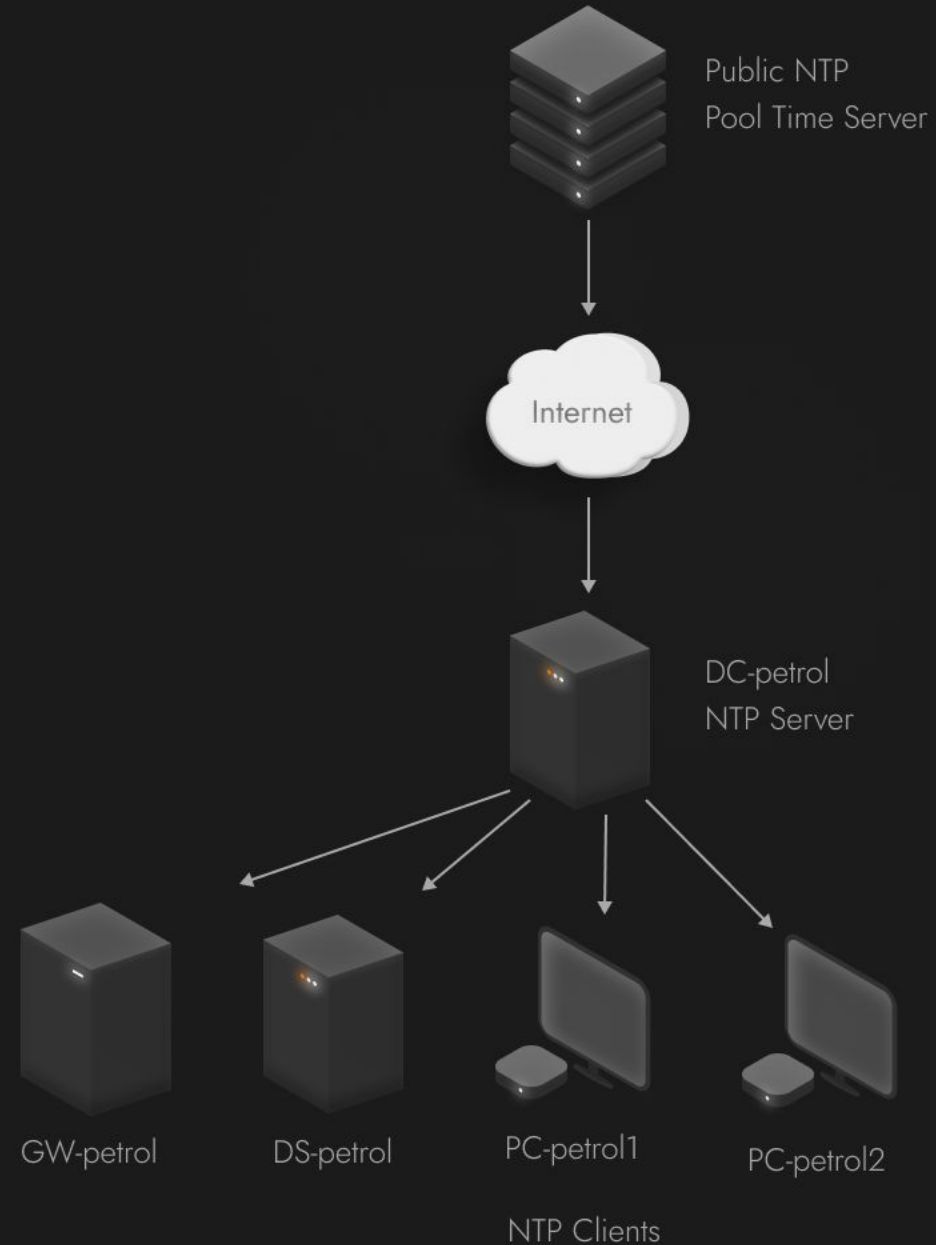 Public NTP
Pool Time Server
Internet
DC-petrol
NTP Server
GW-petrol
DS-petrol
PC-petrol1
PC-petrol2
NTP Clients